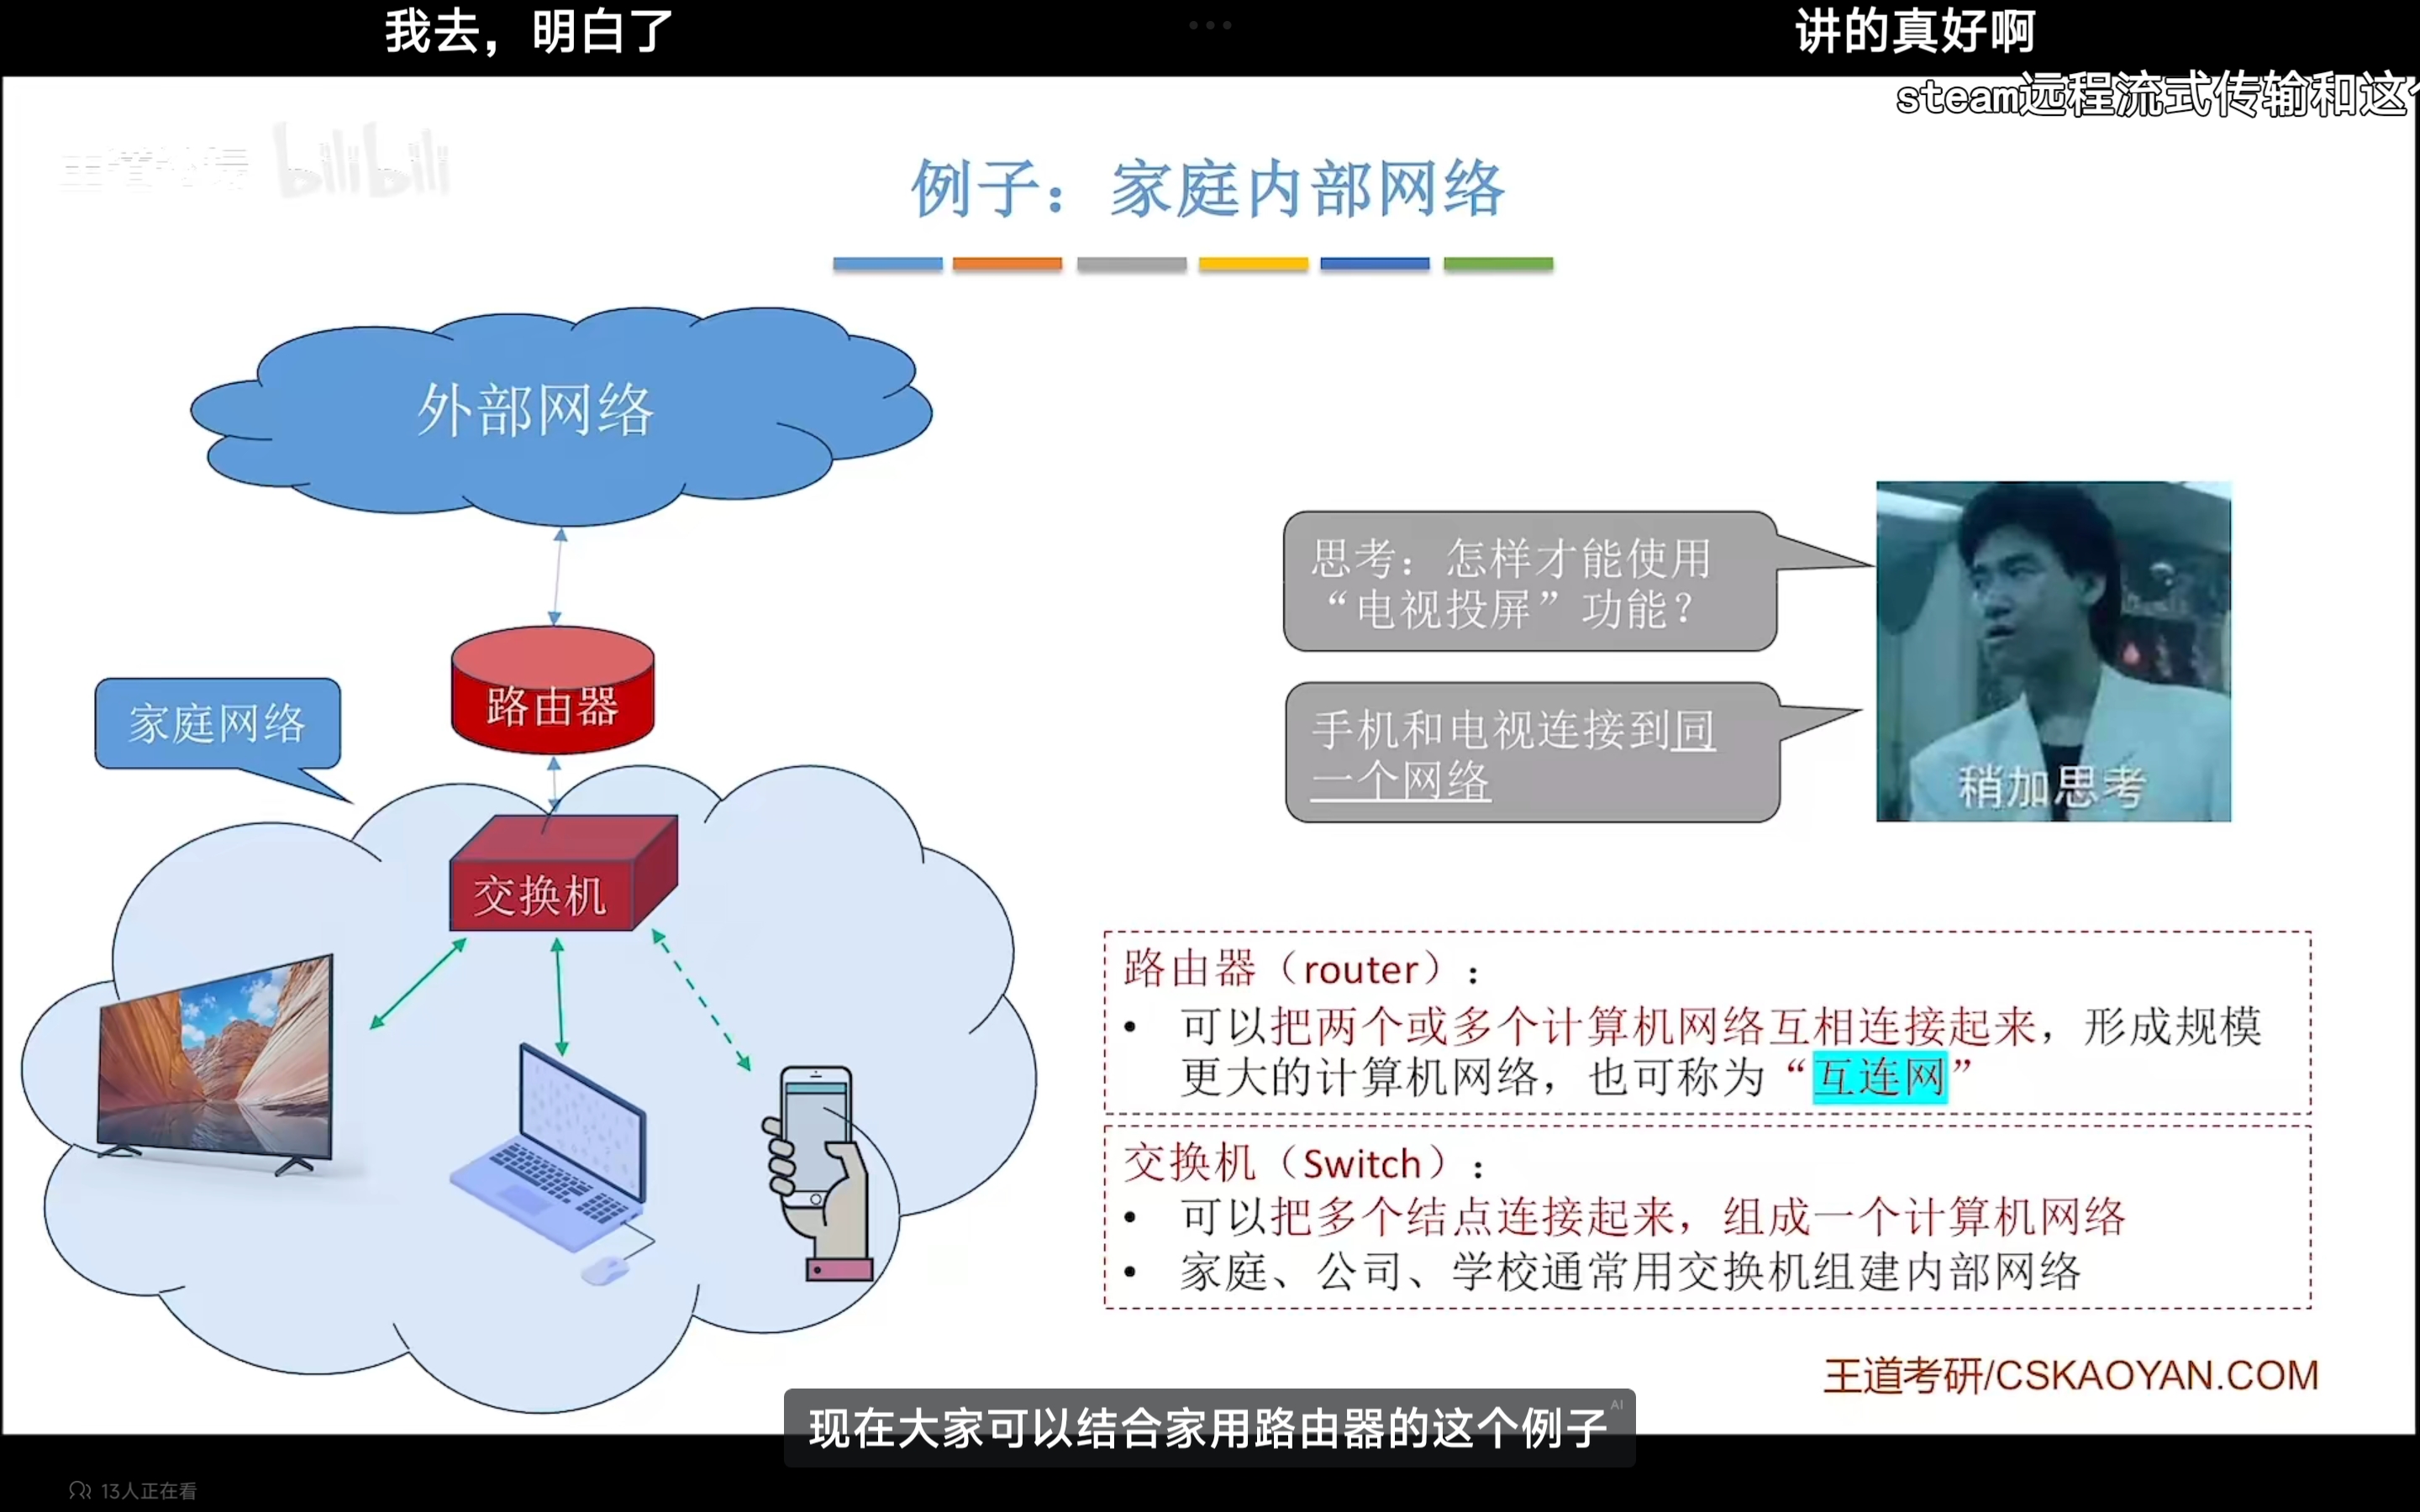 我去，明白了
讲的真好啊
steam远程流式传输和这
bilibili
例子：家庭内部网络
外部网络
路由器
家庭网络
交换机
思考：怎样才能使用
“电视投屏”功能？
手机和电视连接到同
一个网络
稍加思考
路由器（router）：
• 可以把两个或多个计算机网络互相连接起来，形成规模
更大的计算机网络，也可称为“互连网”
交换机（Switch）：
• 可以把多个结点连接起来，组成一个计算机网络
• 家庭、公司、学校通常用交换机组建内部网络
王道考研/CSKAOYAN.COM
现在大家可以结合家用路由器的这个例子
AI
13人正在看